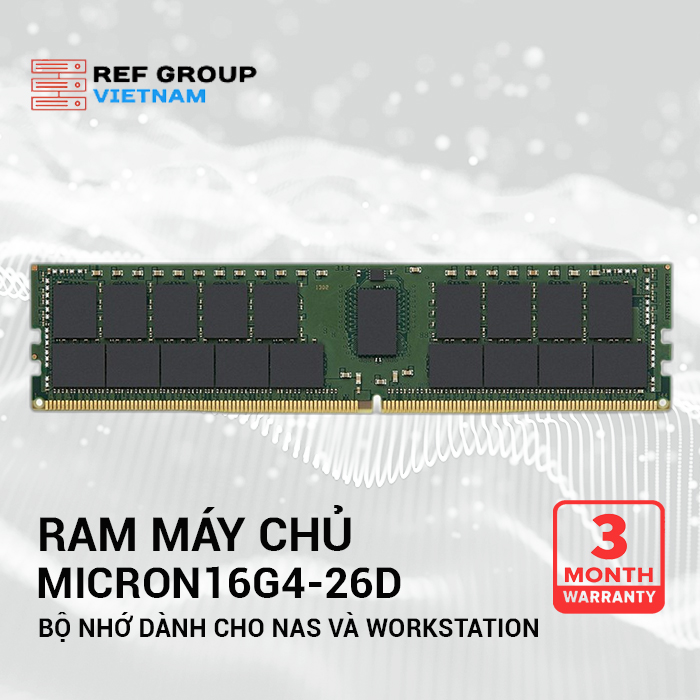 REF GROUP
VIETNAM
RAM MÁY CHỦ
MICRON16G4-26D
BỘ NHỚ DÀNH CHO NAS VÀ WORKSTATION
3
MONTH
WARRANTY